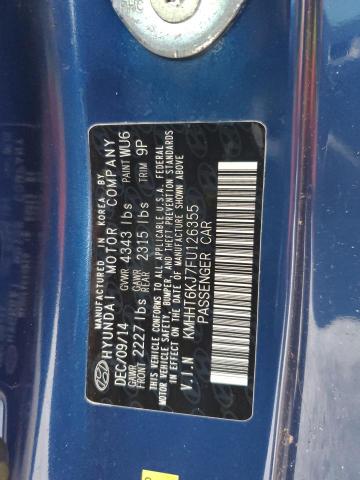 MANUFACTURED IN KOREA BY
HYUNDAI MOTOR COMPANY
DEC/09/14 GVWR 4343 lbs PAINT WU6
GAWR FRONT 2227 lbs GAWR REAR 2315 lbs TRIM 9P
THIS VEHICLE CONFORMS TO ALL APPLICABLE U.S.A. FEDERAL
MOTOR VEHICLE SAFETY, BUMPER, AND THEFT PREVENTION STANDARDS
IN EFFECT ON THE DATE OF MANUFACTURE SHOWN ABOVE.
V.I.N KMHHT6KJ7FU126355
PASSENGER CAR